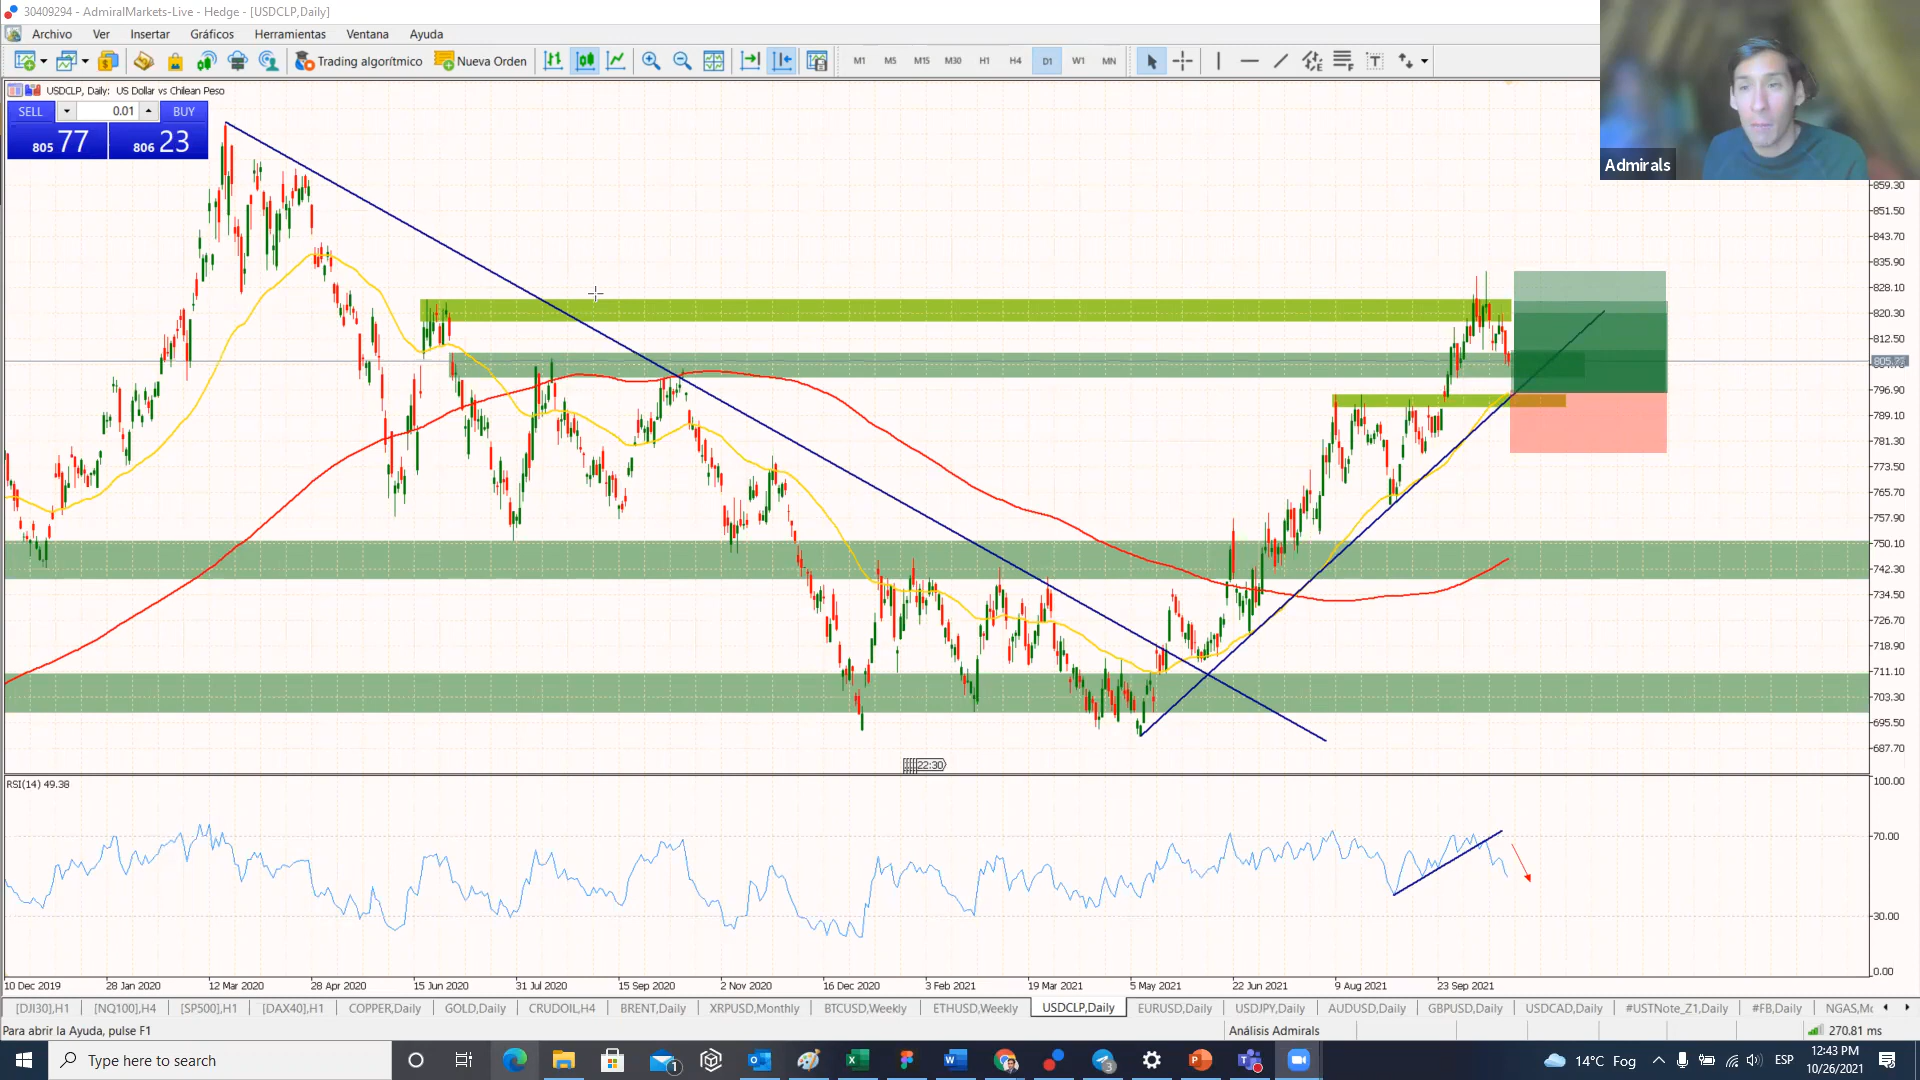 30409294 - AdmiralMarkets-Live - Hedge - [USDCLP,Daily]
Archivo Ver Insertar Gráficos Herramientas Ventana Ayuda
Trading algorítmico Nueva Orden M1 M5 M15 M30 H1 H4 D1 W1 MN
USDCLP, Daily: US Dollar vs Chilean Peso
SELL 0.01 BUY
805 77 806 23
Admirals
859.30
851.50
843.70
835.90
828.10
820.30
812.50
796.90
789.10
781.30
773.50
765.70
757.90
750.10
742.30
734.50
726.70
718.90
711.10
703.30
695.50
687.70
22:30
RSI(14) 49.38
100.00
70.00
30.00
0.00
10 Dec 2019 28 Jan 2020 12 Mar 2020 28 Apr 2020 15 Jun 2020 31 Jul 2020 15 Sep 2020 2 Nov 2020 16 Dec 2020 3 Feb 2021 19 Mar 2021 5 May 2021 22 Jun 2021 9 Aug 2021 23 Sep 2021
[DJI30],H1 [NQ100],H4 [SP500],H1 [DAX40],H1 COPPER,Daily GOLD,Daily CRUDOIL,H4 BRENT,Daily XRPUSD,Monthly BTCUSD,Weekly ETHUSD,Weekly USDCLP,Daily EURUSD,Daily USDJPY,Daily AUDUSD,Daily GBPUSD,Daily USDCAD,Daily #USTNote_Z1,Daily #FB,Daily NGAS,Mc
Para abrir la Ayuda, pulse F1 Análisis Admirals 270.81 ms
Type here to search 1 3 14°C Fog ESP 12:43 PM
10/26/2021